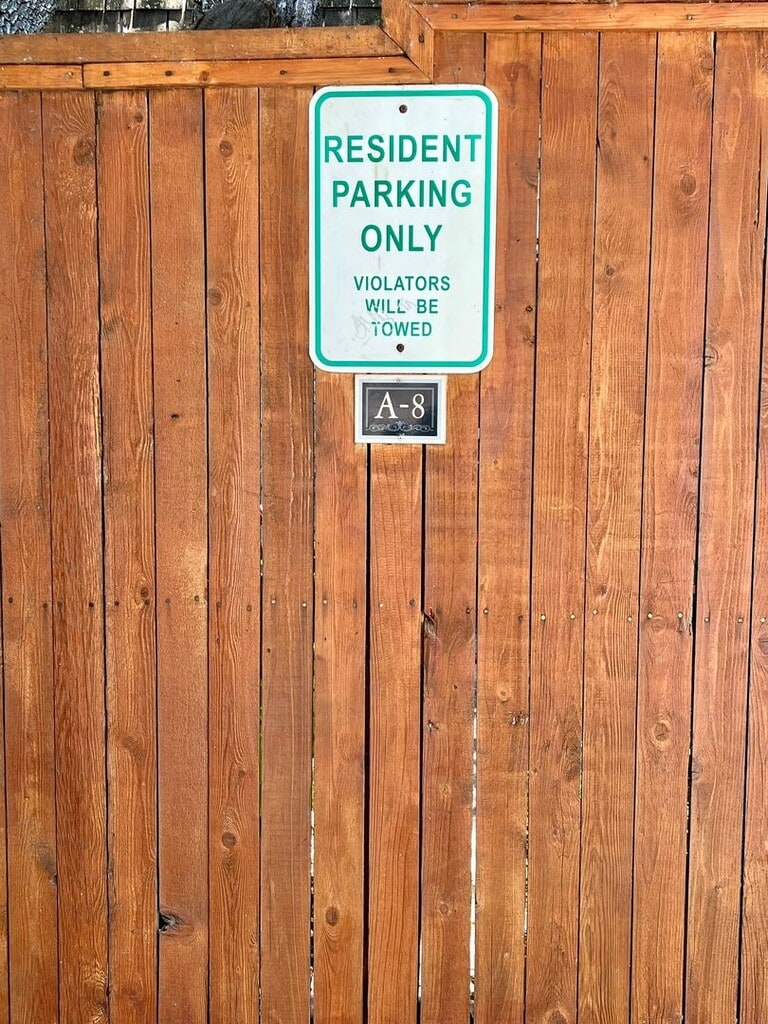 RESIDENT
PARKING
ONLY
VIOLATORS
WILL BE
TOWED
A-8